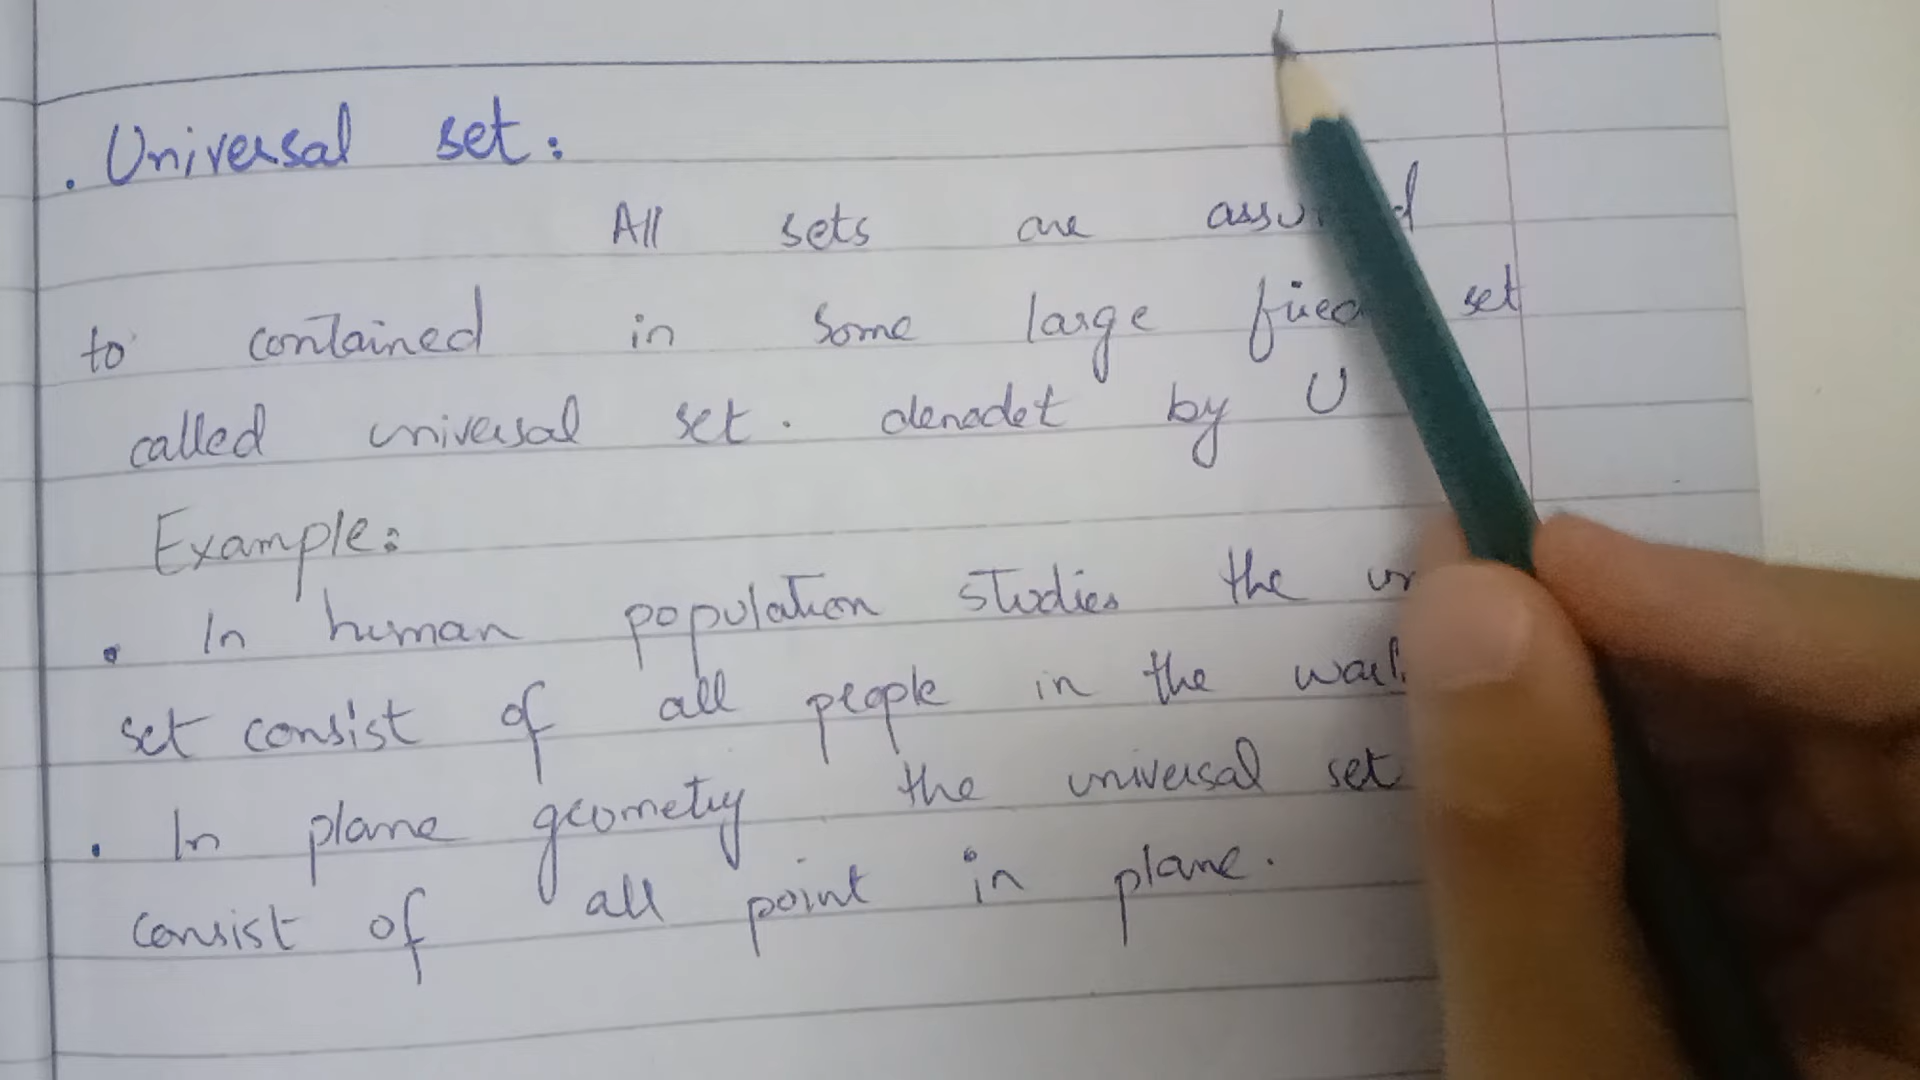 . Universal set:
All sets are
to contained in some large set
called universal set. denodet by U
Example:
• In human population studies the
set consist of all people in the
• In plane geometry the universal set
consist of all point in plane.